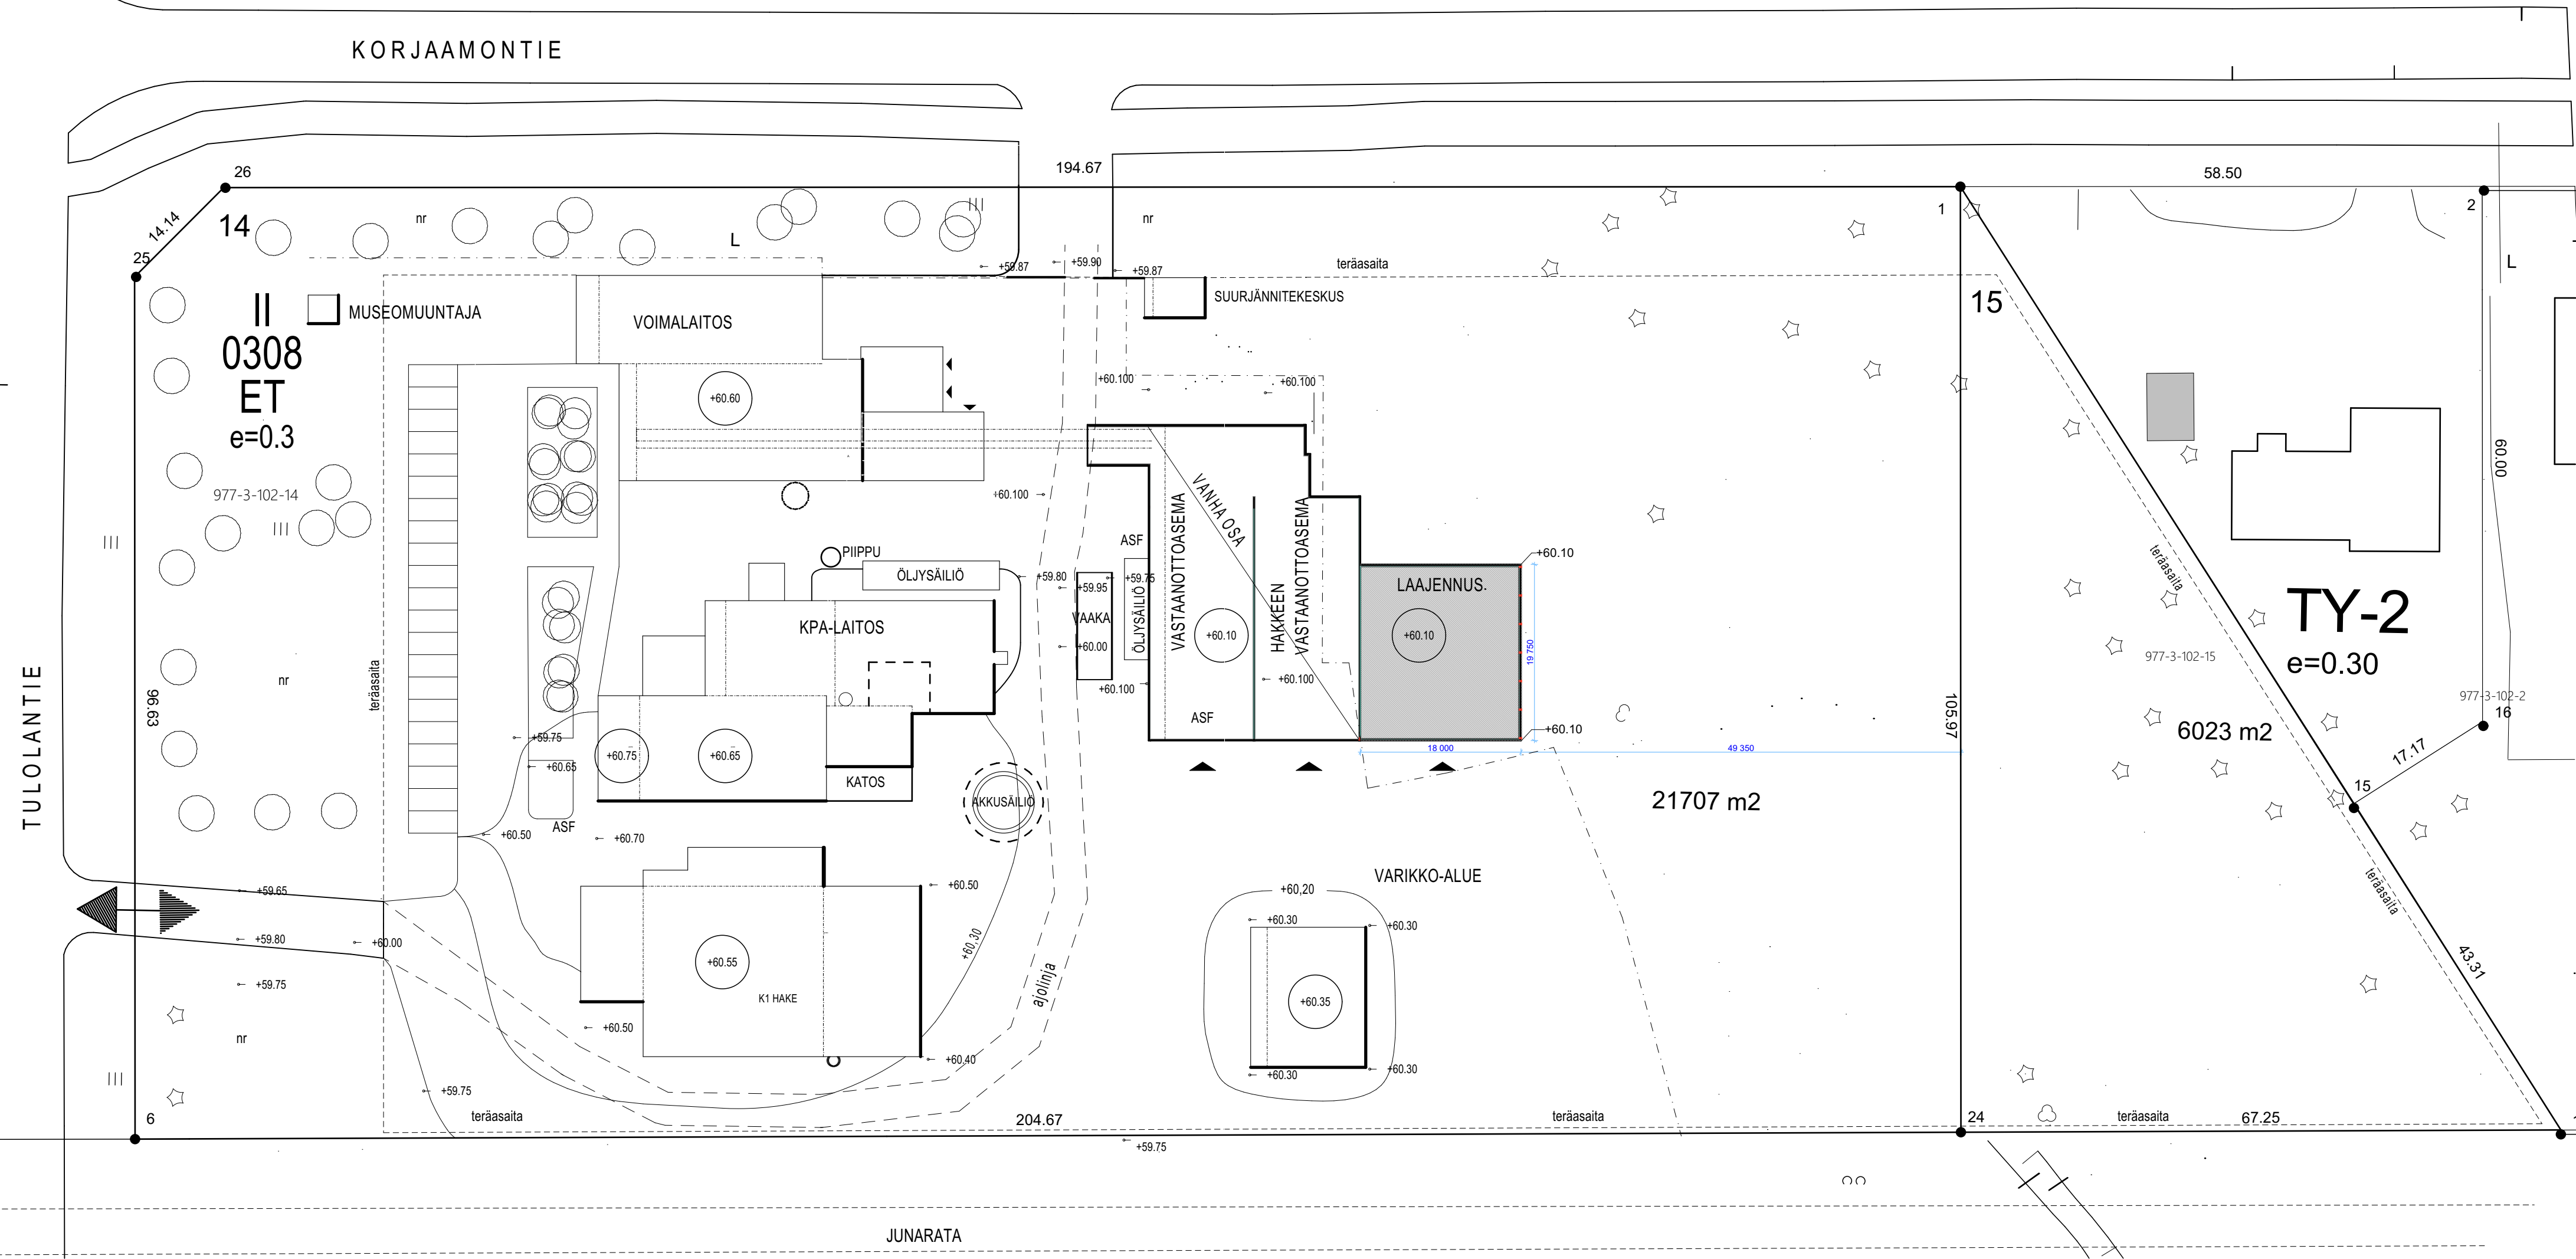 KORJAAMONTIE
194.67
58.50
26
14.14
14
25
nr
L
nr
1
2
L
+59.87
+59.90
+59.87
teräasaita
15
II
0308
ET
e=0.3
MUSEOMUUNTAJA
VOIMALAITOS
SUURJÄNNITEKESKUS
+60.60
+60.100
+60.100
977-3-102-14
+60.100
60.00
VANHA OSA
VASTAANOTTOASEMA
HAKKEEN
VASTAANOTTOASEMA
ASF
PIIPPU
ÖLJYSÄILIÖ
+59.80
+59.95
+59.75
VAAKA
ÖLJYSÄILIÖ
+60.00
+60.10
+60.100
+60.100
ASF
LAAJENNUS.
+60.10
+60.10
+60.10
19 750
18 000
49 350
KPA-LAITOS
teräasaita
TY-2
e=0.30
977-3-102-15
977-3-102-2
6023 m2
16
17.17
15
TULOLANTIE
96.63
nr
teräasaita
+59.75
+60.65
+60.75
+60.65
KATOS
AKKUSÄILIÖ
105.97
21707 m2
ASF
+60.50
+60.70
VARIKKO-ALUE
+60,20
+60.30
+60.30
+60.35
+60.30
+60.30
teräasaita
43.31
+59.65
+59.80
+60.00
+59.75
+60.50
+60,30
+60.55
K1 HAKE
ajolinja
+60.50
+60.40
nr
+59.75
6
teräasaita
204.67
teräasaita
24
teräasaita
67.25
+59.75
JUNARATA